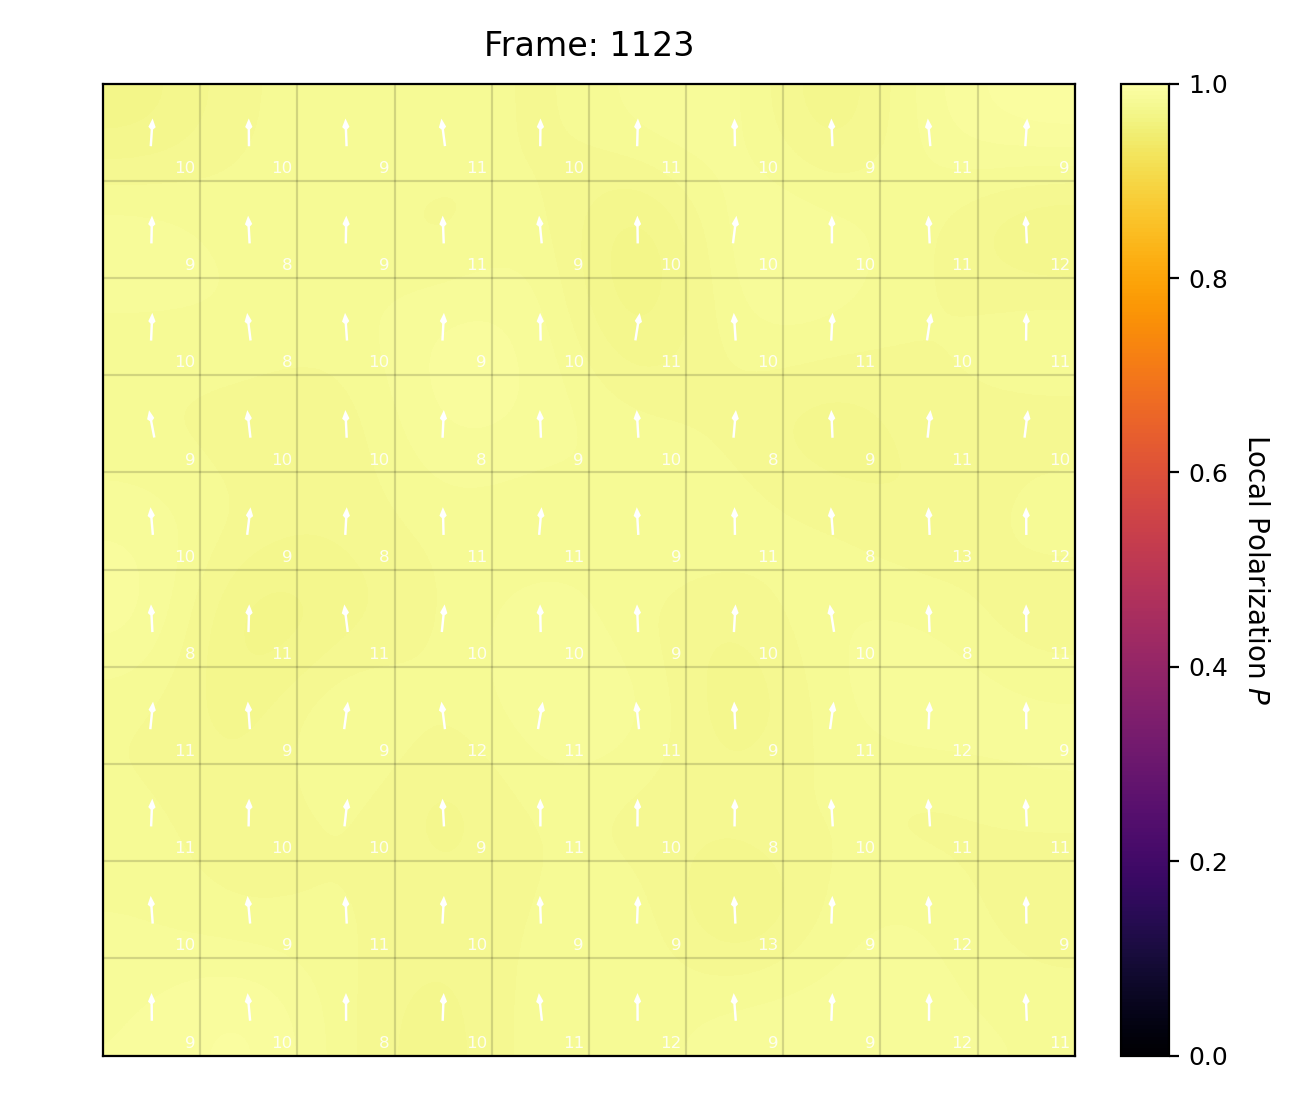 Frame: 1123
10 10 9 11 10 11 10 9 11 9
9 8 9 11 9 10 10 10 11 12
10 8 10 9 10 11 10 11 10 11
9 10 10 8 9 10 8 9 11 10
10 9 8 11 11 9 11 8 13 12
8 11 11 10 10 9 10 10 8 11
11 9 9 12 11 11 9 11 12 9
11 10 10 9 11 10 8 10 11 11
10 9 11 10 9 9 13 9 12 9
9 10 8 10 11 12 9 9 12 11
1.0
0.8
0.6
0.4
0.2
0.0
Local Polarization P